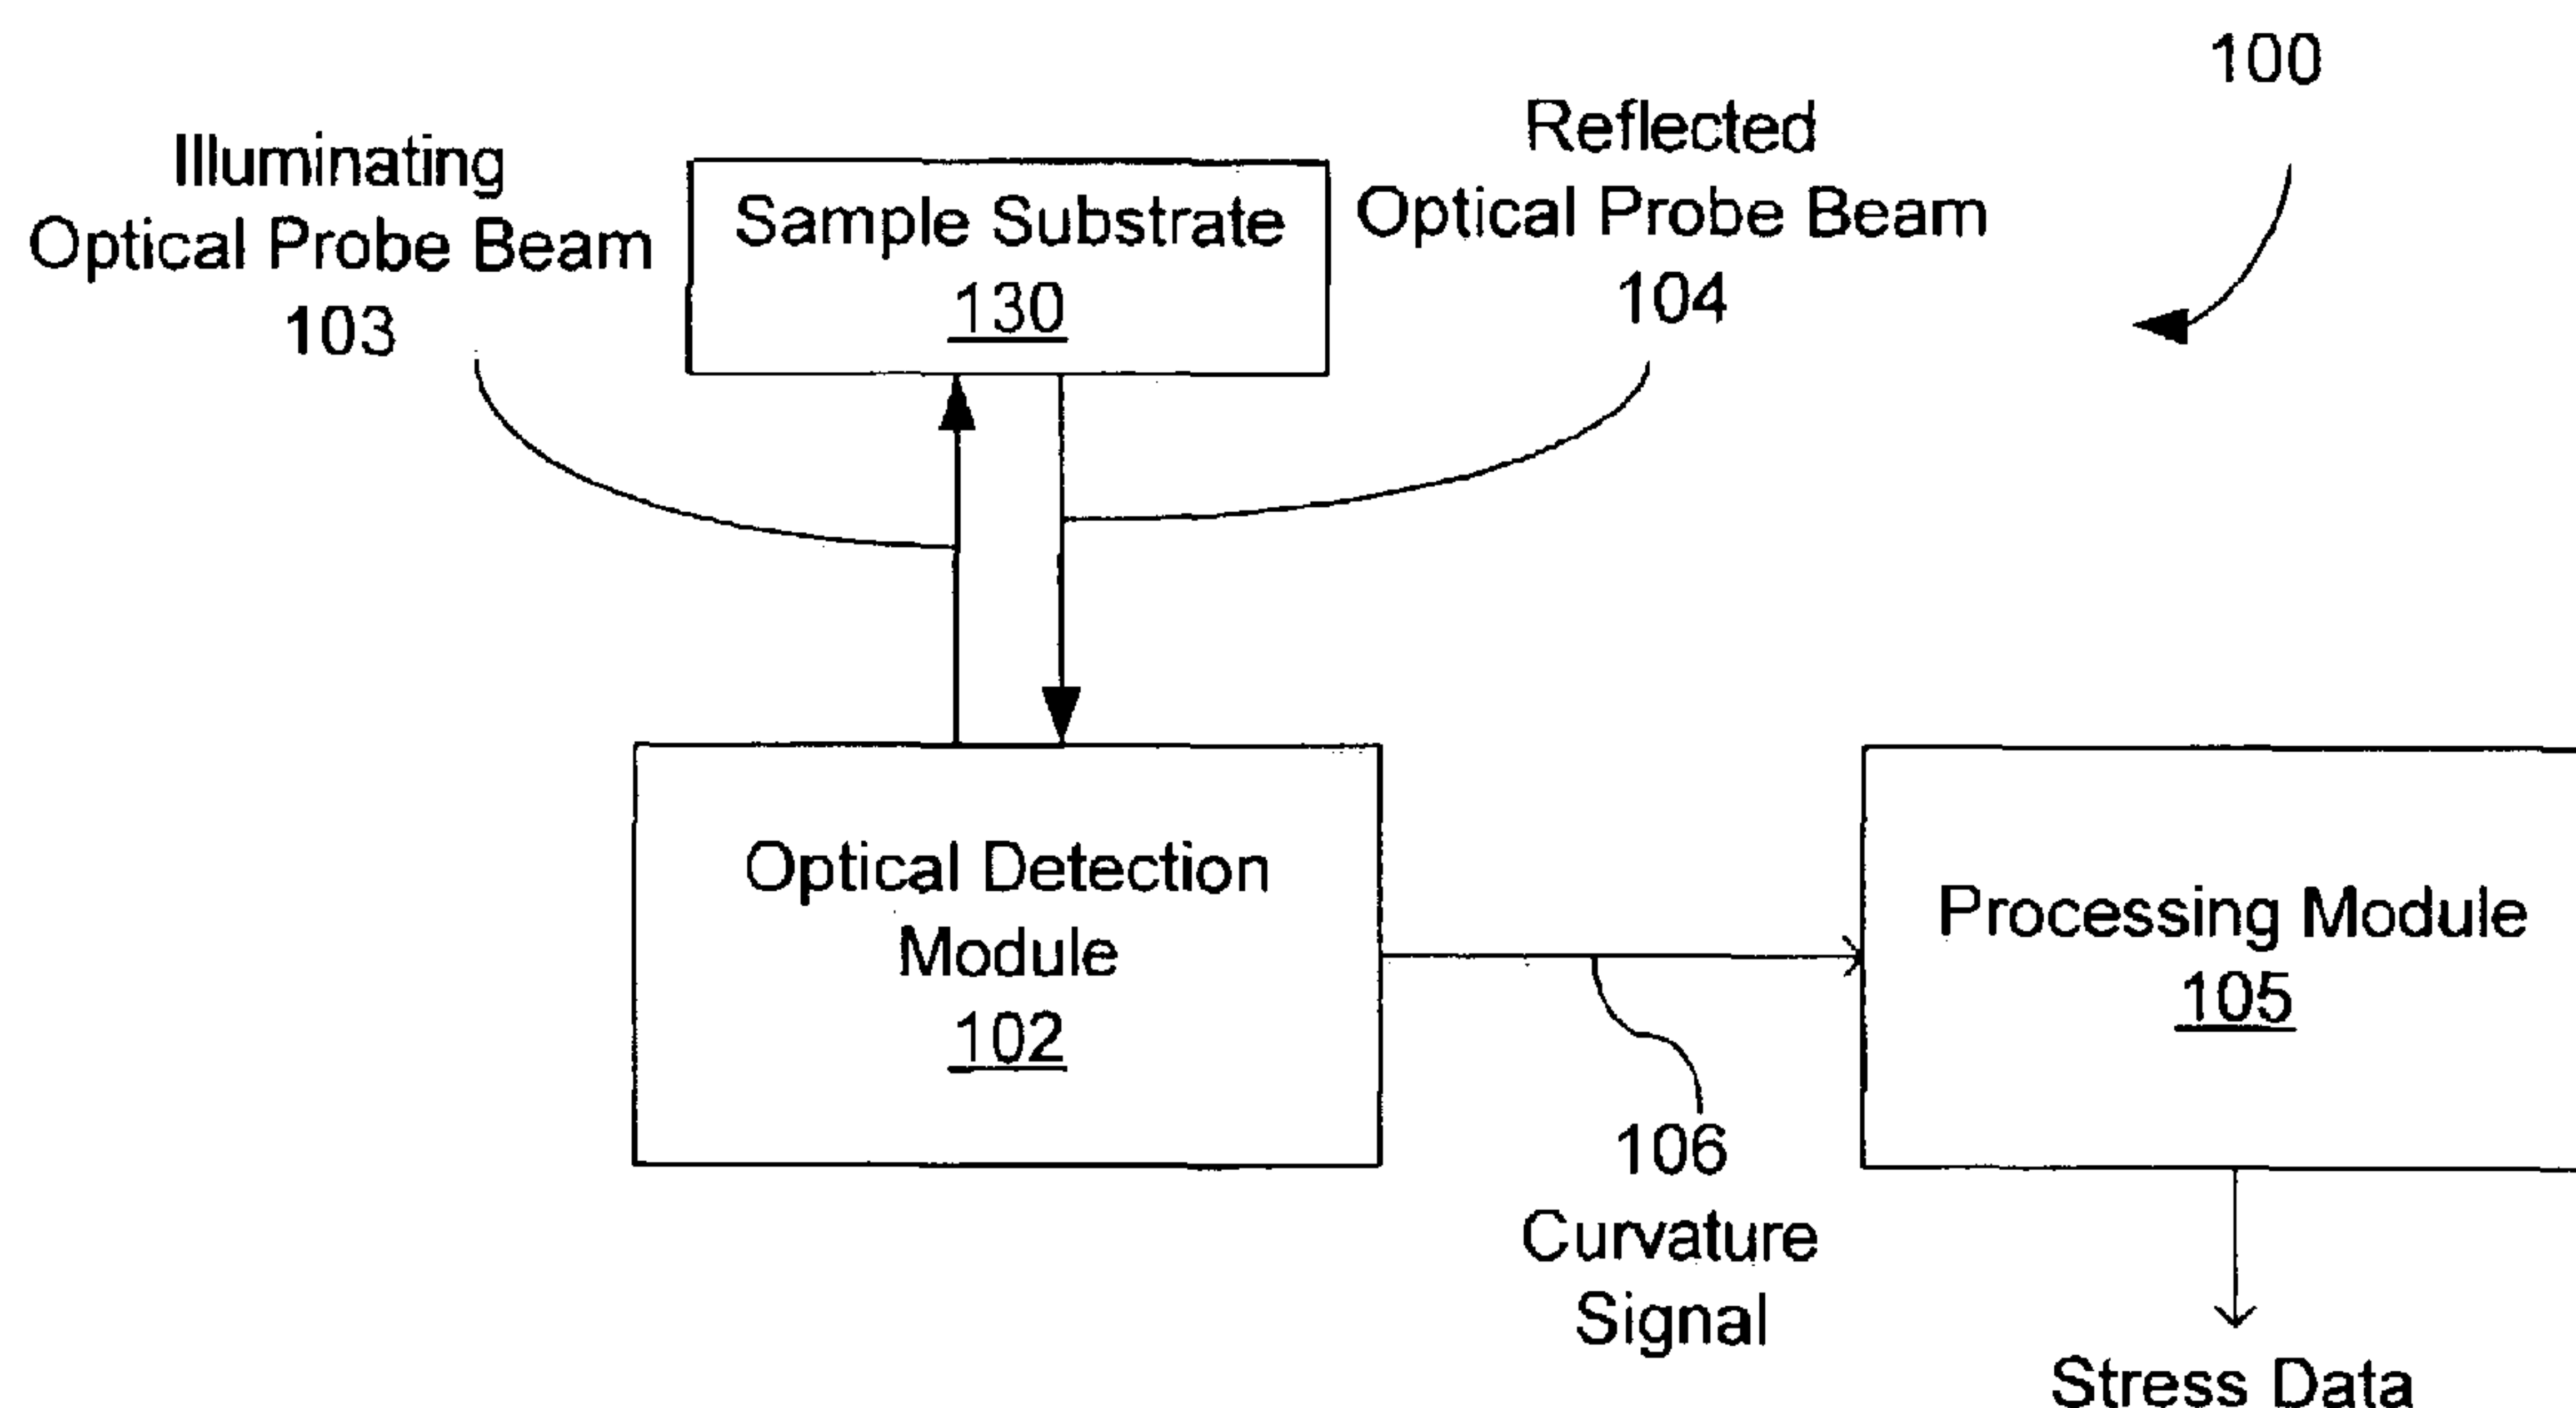 100
Illuminating
Optical Probe Beam
103
Sample Substrate
130
Reflected
Optical Probe Beam
104
Optical Detection
Module
102
Processing Module
105
106
Curvature
Signal
Stress Data